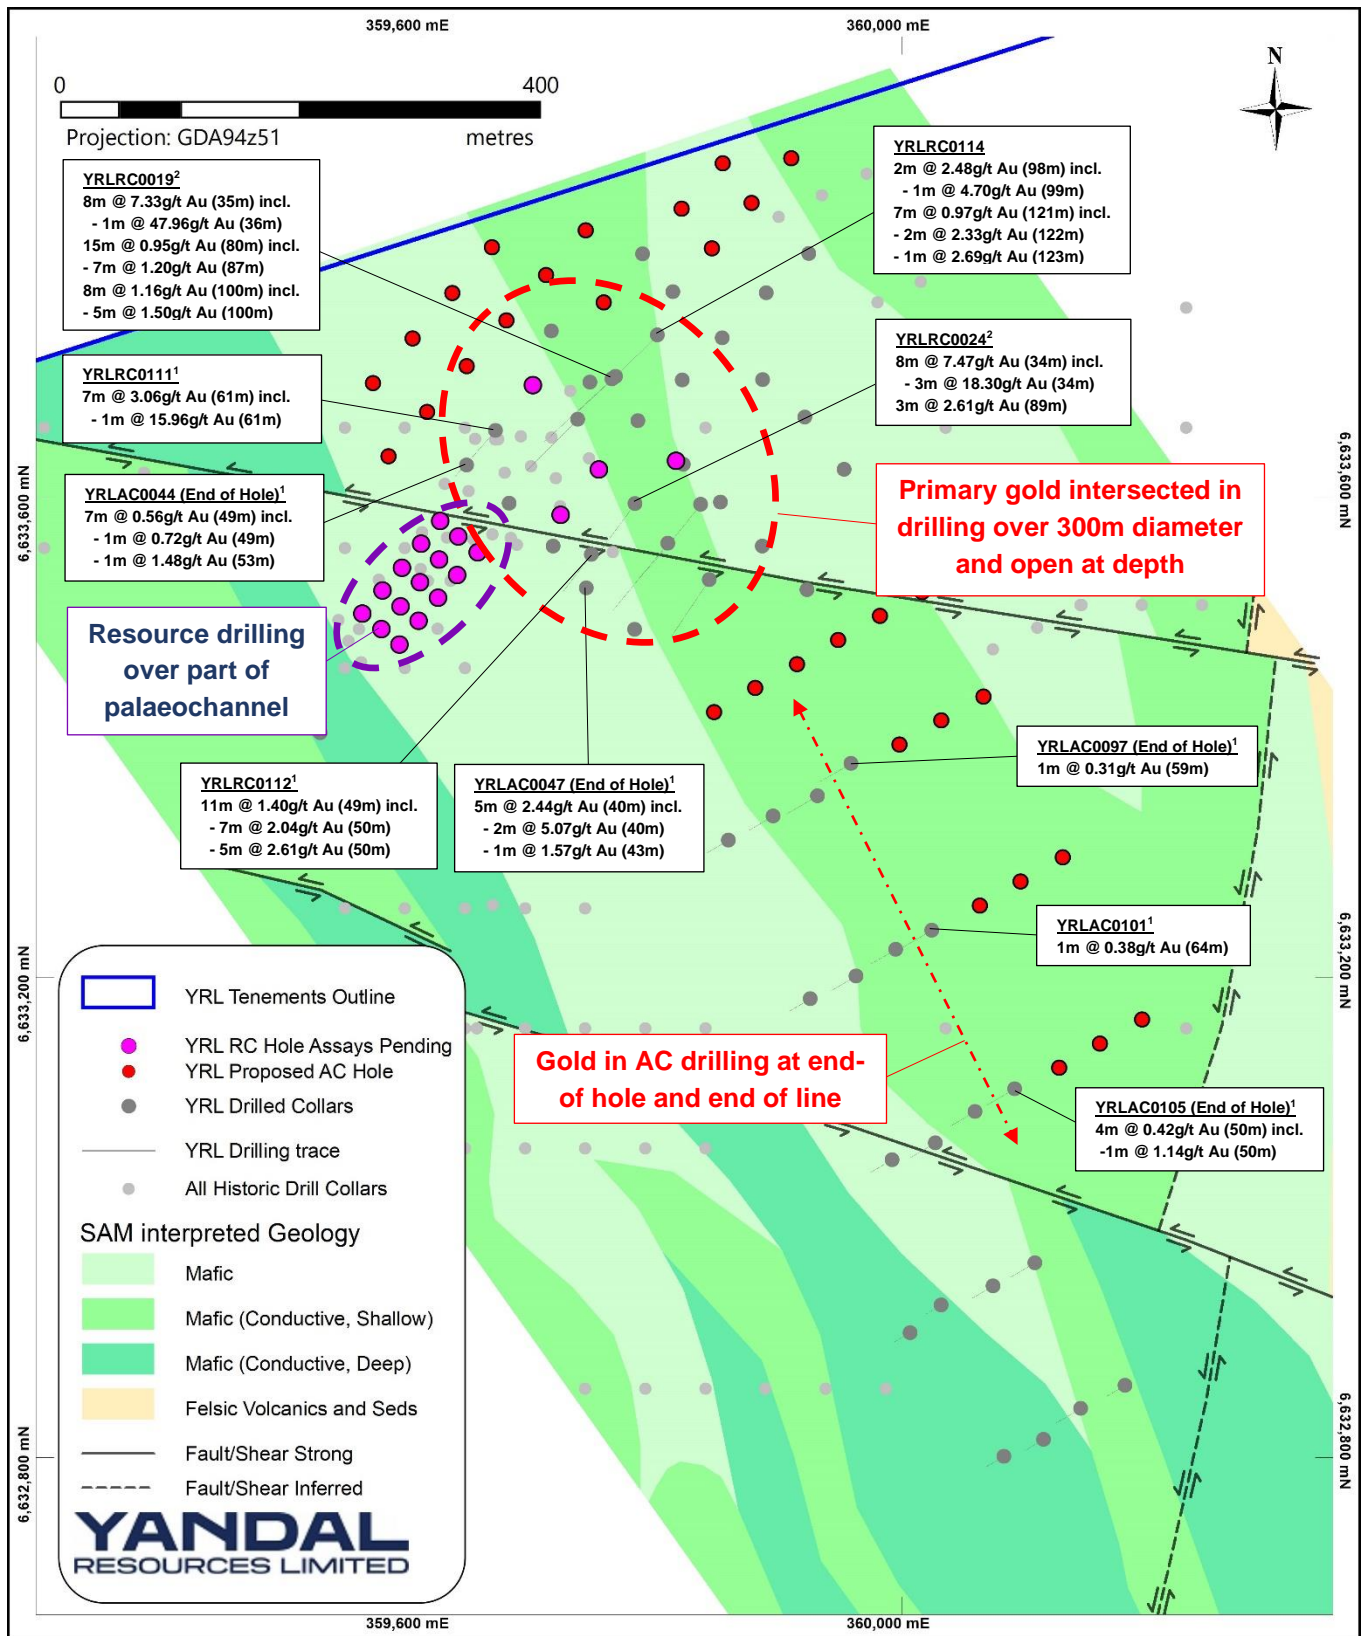 359,600 mE
360,000 mE
0
400
Projection: GDA94z51
metres
N
YRLRC0019²
8m @ 7.33g/t Au (35m) incl.
- 1m @ 47.96g/t Au (36m)
15m @ 0.95g/t Au (80m) incl.
- 7m @ 1.20g/t Au (87m)
8m @ 1.16g/t Au (100m) incl.
- 5m @ 1.50g/t Au (100m)
YRLRC0114
2m @ 2.48g/t Au (98m) incl.
- 1m @ 4.70g/t Au (99m)
7m @ 0.97g/t Au (121m) incl.
- 2m @ 2.33g/t Au (122m)
- 1m @ 2.69g/t Au (123m)
YRLRC0024²
8m @ 7.47g/t Au (34m) incl.
- 3m @ 18.30g/t Au (34m)
3m @ 2.61g/t Au (89m)
YRLRC0111¹
7m @ 3.06g/t Au (61m) incl.
- 1m @ 15.96g/t Au (61m)
YRLAC0044 (End of Hole)¹
7m @ 0.56g/t Au (49m) incl.
- 1m @ 0.72g/t Au (49m)
- 1m @ 1.48g/t Au (53m)
6,633,600 mN
6,633,600 mN
Primary gold intersected in
drilling over 300m diameter
and open at depth
Resource drilling
over part of
palaeochannel
YRLRC0112¹
11m @ 1.40g/t Au (49m) incl.
- 7m @ 2.04g/t Au (50m)
- 5m @ 2.61g/t Au (50m)
YRLAC0047 (End of Hole)¹
5m @ 2.44g/t Au (40m) incl.
- 2m @ 5.07g/t Au (40m)
- 1m @ 1.57g/t Au (43m)
YRLAC0097 (End of Hole)¹
1m @ 0.31g/t Au (59m)
YRLAC0101¹
1m @ 0.38g/t Au (64m)
6,633,200 mN
6,633,200 mN
Gold in AC drilling at end-
of hole and end of line
YRLAC0105 (End of Hole)¹
4m @ 0.42g/t Au (50m) incl.
-1m @ 1.14g/t Au (50m)
YRL Tenements Outline
YRL RC Hole Assays Pending
YRL Proposed AC Hole
YRL Drilled Collars
YRL Drilling trace
All Historic Drill Collars
SAM interpreted Geology
Mafic
Mafic (Conductive, Shallow)
Mafic (Conductive, Deep)
Felsic Volcanics and Seds
Fault/Shear Strong
Fault/Shear Inferred
YANDAL
RESOURCES LIMITED
6,632,800 mN
6,632,800 mN
359,600 mE
360,000 mE